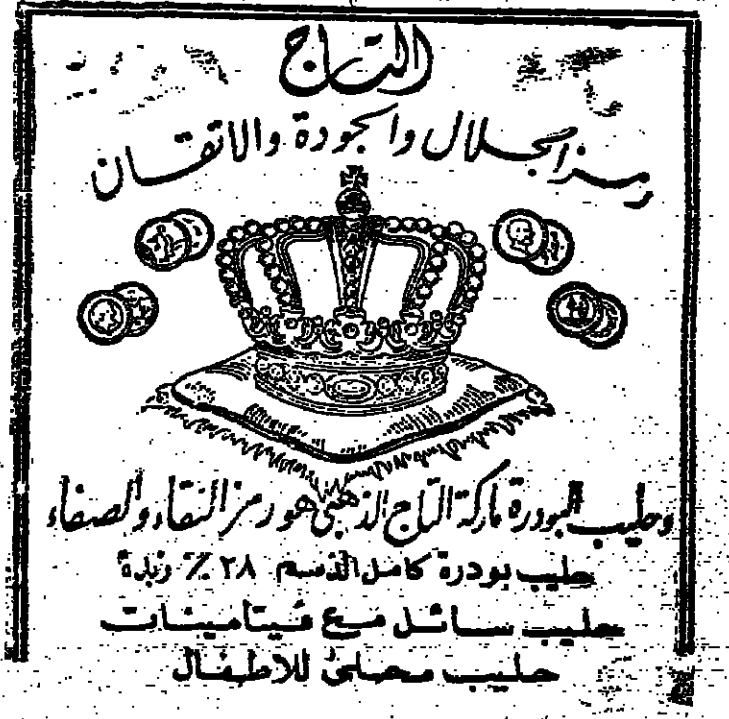 التاج
رمز الجلال والجودة والاتقان
وحليب البودرة ماركة التاج الذهبي هو رمز النقاء والصفاء
حليب بودرة كامل الدسم ٢٨ ٪ زبدة
حليب سائل مع ڤيتامينات
حليب محلى للاطفال